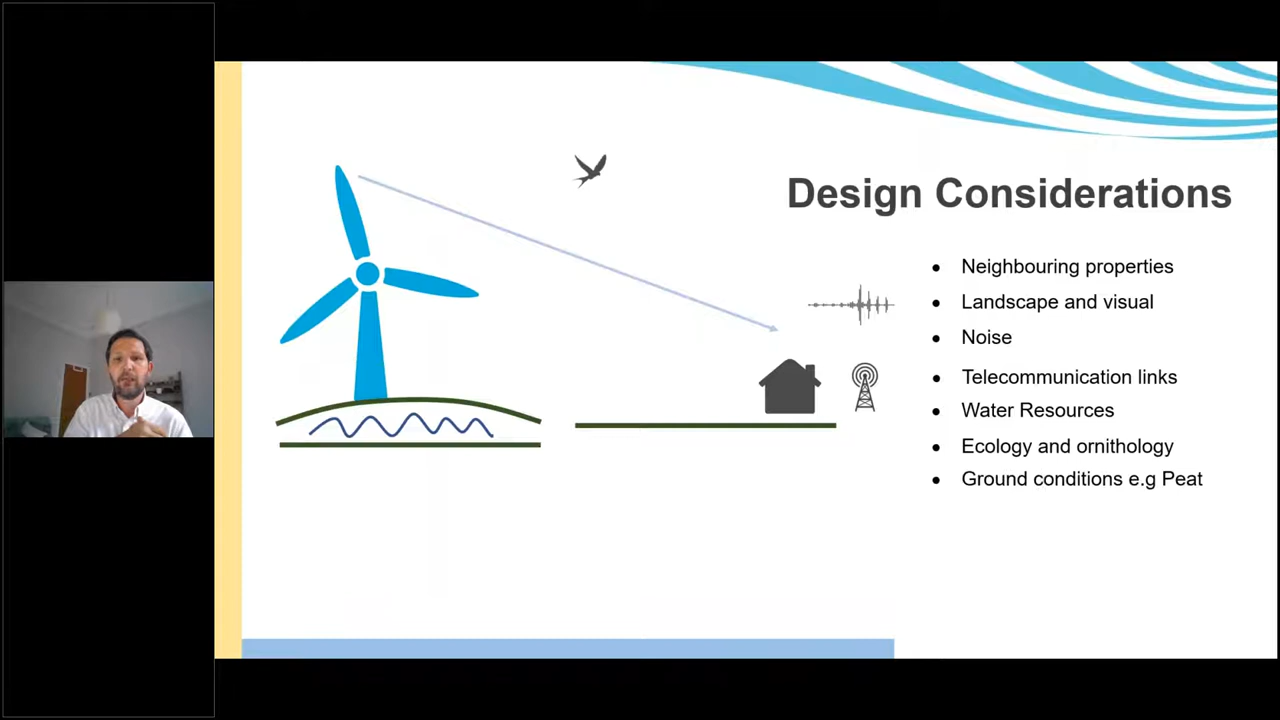 Design Considerations
Neighbouring properties
Landscape and visual
Noise
Telecommunication links
Water Resources
Ecology and ornithology
Ground conditions e.g Peat